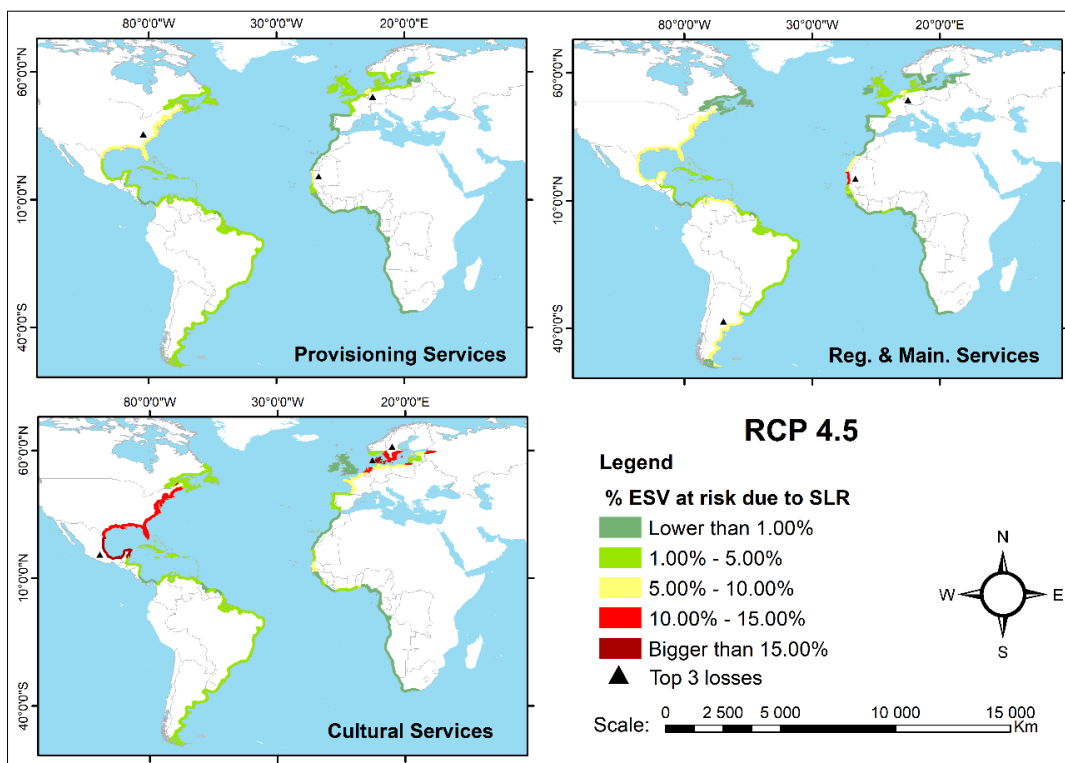 80°0'0"W 30°0'0"W 20°0'0"E
60°0'0"N
10°0'0"N
40°0'0"S
Provisioning Services
80°0'0"W 30°0'0"W 20°0'0"E
60°0'0"N
10°0'0"N
40°0'0"S
Reg. & Main. Services
80°0'0"W 30°0'0"W 20°0'0"E
60°0'0"N
10°0'0"N
40°0'0"S
Cultural Services
RCP 4.5
Legend
% ESV at risk due to SLR
Lower than 1.00%
1.00% - 5.00%
5.00% - 10.00%
10.00% - 15.00%
Bigger than 15.00%
Top 3 losses
N
W E
S
Scale: 0 2 500 5 000 10 000 15 000
Km